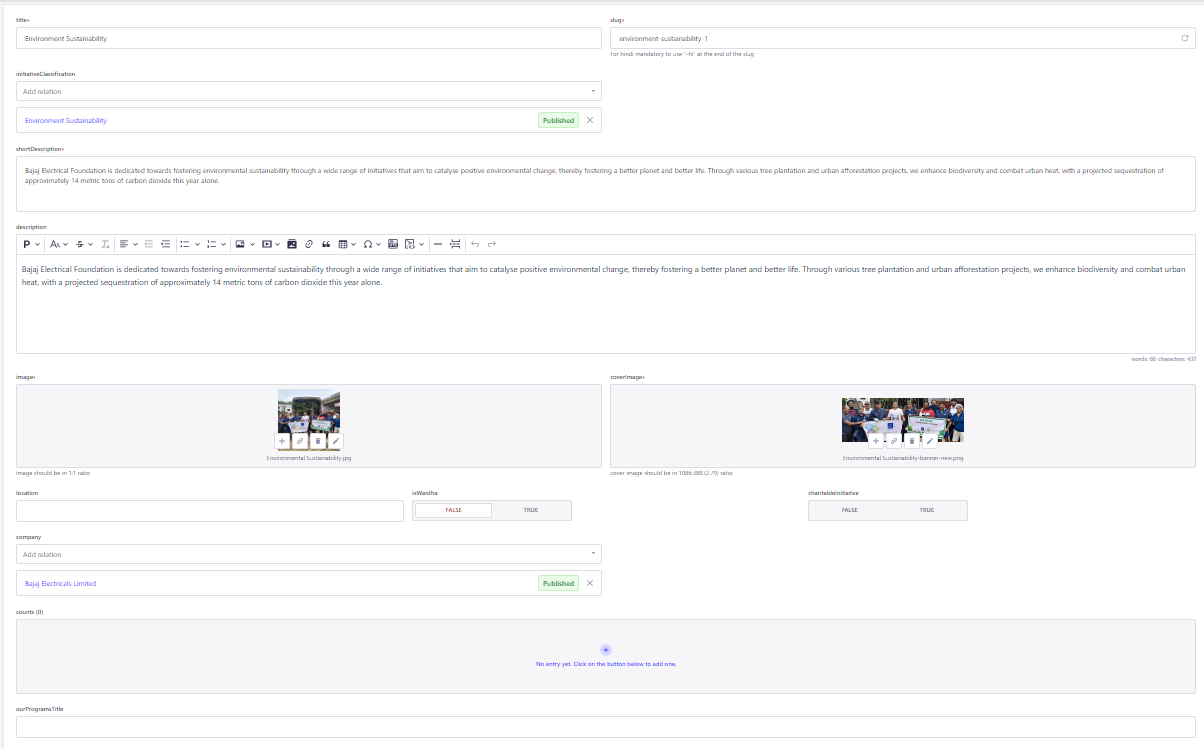 title*
slug*
Environment Sustainability
environment-sustainability-1
For hindi mandatory to use "-hi" at the end of the slug
initiativeClassification
Add relation
Environment Sustainability
Published
shortDescription*
Bajaj Electrical Foundation is dedicated towards fostering environmental sustainability through a wide range of initiatives that aim to catalyse positive environmental change, thereby fostering a better planet and better life. Through various tree plantation and urban afforestation projects, we enhance biodiversity and combat urban heat, with a projected sequestration of
approximately 14 metric tons of carbon dioxide this year alone.
description
P
Bajaj Electrical Foundation is dedicated towards fostering environmental sustainability through a wide range of initiatives that aim to catalyse positive environmental change, thereby fostering a better planet and better life. Through various tree plantation and urban afforestation projects, we enhance biodiversity and combat urban
heat, with a projected sequestration of approximately 14 metric tons of carbon dioxide this year alone.
words: 60 characters: 437
image*
coverImage*
Environmental Sustainability.jpg
Environmental Sustainability-banner-new.png
image should be in 1:1 ratio
cover image should be in 1086:388 (2.79) ratio
location
isWardha
charitableInitiative
FALSE
TRUE
FALSE
TRUE
company
Add relation
Bajaj Electricals Limited
Published
counts (0)
No entry yet. Click on the button below to add one.
ourProgramsTitle